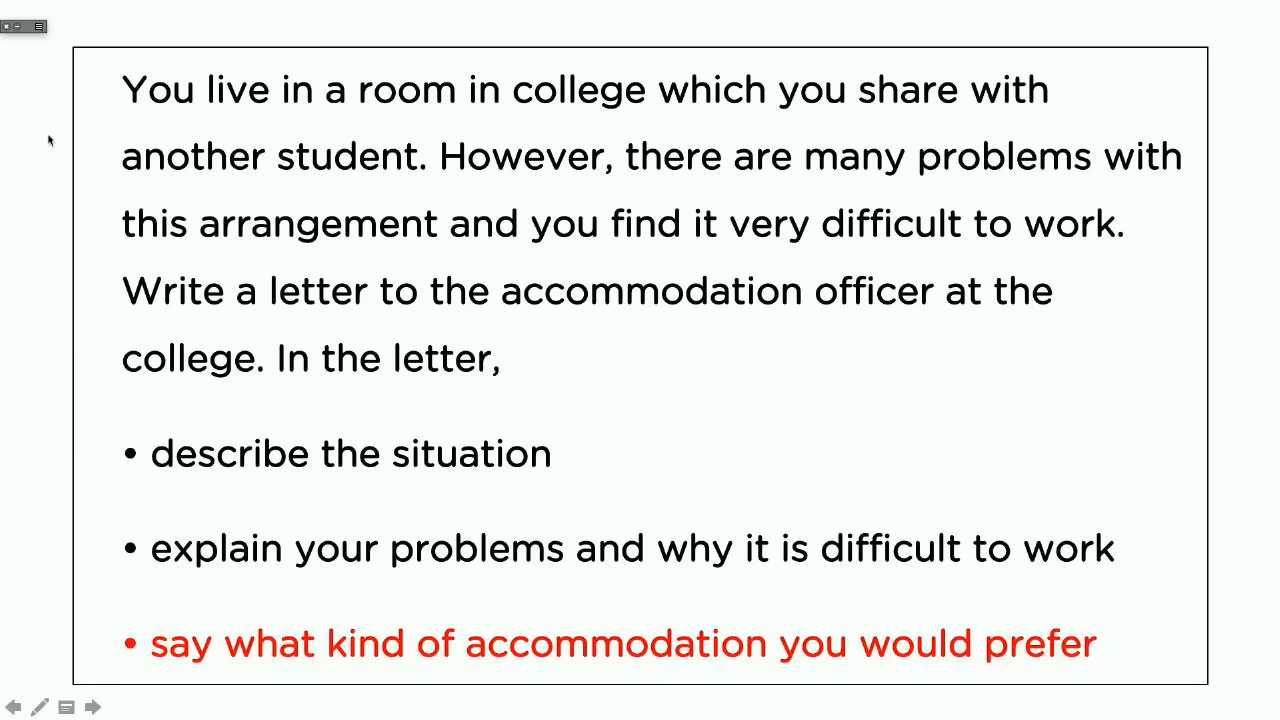 You live in a room in college which you share with
another student. However, there are many problems with
this arrangement and you find it very difficult to work.
Write a letter to the accommodation officer at the
college. In the letter,
• describe the situation
• explain your problems and why it is difficult to work
• say what kind of accommodation you would prefer